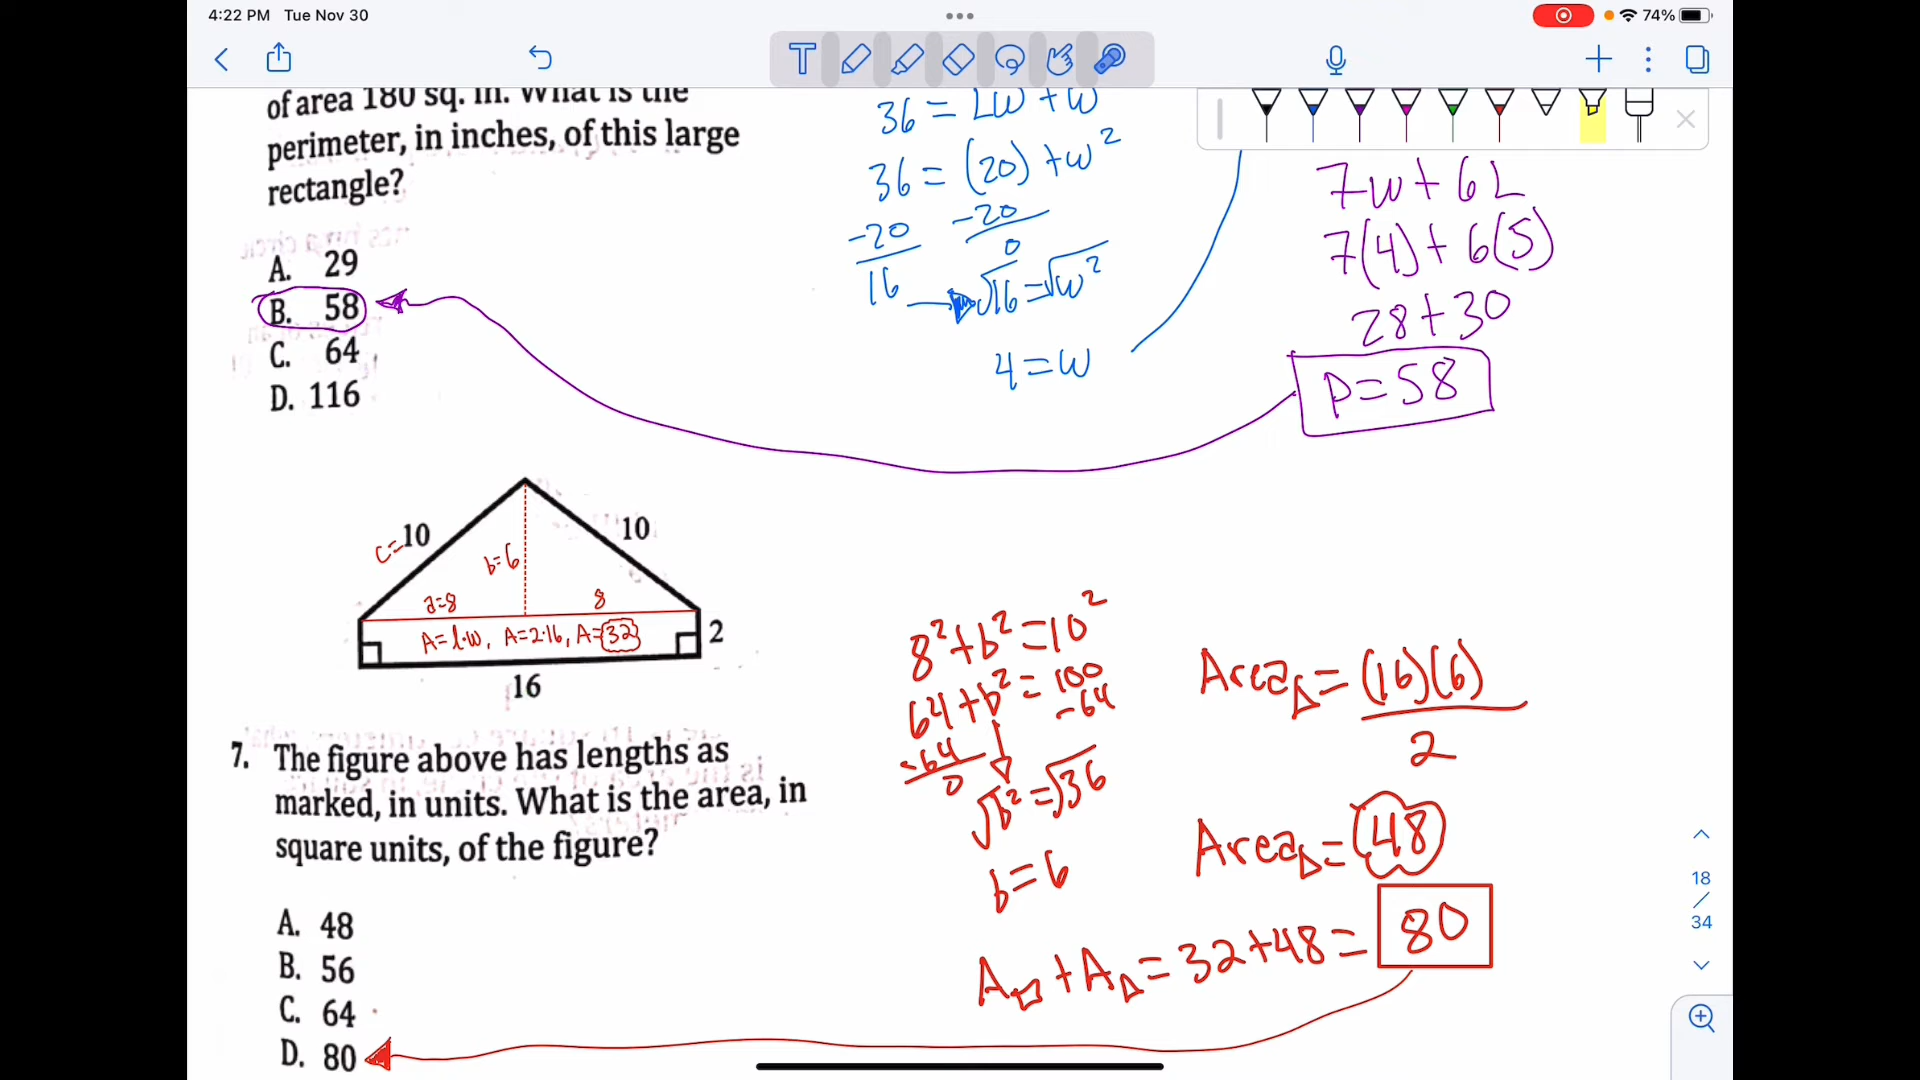 4:22 PM Tue Nov 30
74%
of area 180 sq. in. What is the
perimeter, in inches, of this large
rectangle?
A. 29
B. 58
C. 64
D. 116
36 = LW + W
36 = (20) + w²
-20 -20
0
16
√16 = √w²
4 = W
7W + 6L
7(4) + 6(5)
28 + 30
P = 58
c = 10
10
b = 6
a = 8
8
A = l·w, A = 2·16, A = 32
2
16
7. The figure above has lengths as
marked, in units. What is the area, in
square units, of the figure?
A. 48
B. 56
C. 64
D. 80
8² + b² = 10²
64 + b² = 100
-64 -64
0
√b² = √36
b = 6
Area△ = (16)(6)
2
Area△ = 48
A▭ + A△ = 32 + 48 = 80
18
/
34